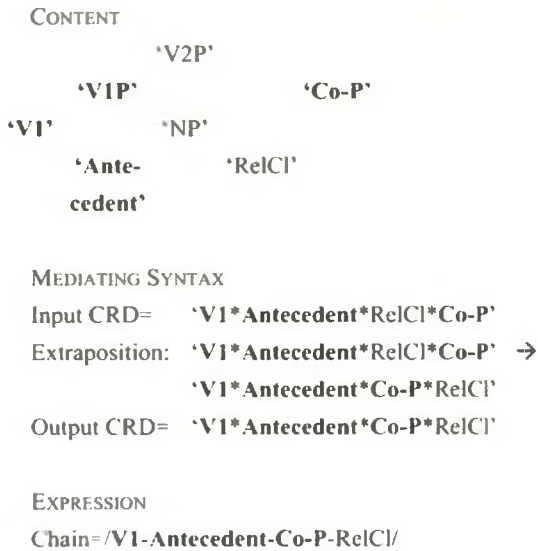 CONTENT
‘V2P’
‘V1P’ ‘Co-P’
‘V1’ ‘NP’
‘Ante- ‘RelCl’
cedent’
MEDIATING SYNTAX
Input CRD= ‘V1*Antecedent*RelCl*Co-P’
Extraposition: ‘V1*Antecedent*RelCl*Co-P’ →
‘V1*Antecedent*Co-P*RelCl’
Output CRD= ‘V1*Antecedent*Co-P*RelCl’
EXPRESSION
Chain=/V1-Antecedent-Co-P-RelCl/